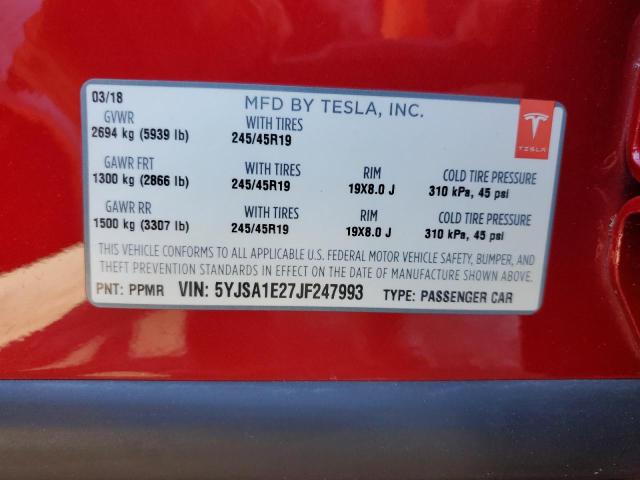 03/18 MFD BY TESLA, INC.
GVWR WITH TIRES
2694 kg (5939 lb) 245/45R19
TESLA
GAWR FRT WITH TIRES RIM COLD TIRE PRESSURE
1300 kg (2866 lb) 245/45R19 19X8.0 J 310 kPa, 45 psi
GAWR RR WITH TIRES RIM COLD TIRE PRESSURE
1500 kg (3307 lb) 245/45R19 19X8.0 J 310 kPa, 45 psi
THIS VEHICLE CONFORMS TO ALL APPLICABLE U.S. FEDERAL MOTOR VEHICLE SAFETY, BUMPER, AND
THEFT PREVENTION STANDARDS IN EFFECT ON THE DATE OF MANUFACTURE SHOWN ABOVE.
PNT: PPMR VIN: 5YJSA1E27JF247993 TYPE: PASSENGER CAR